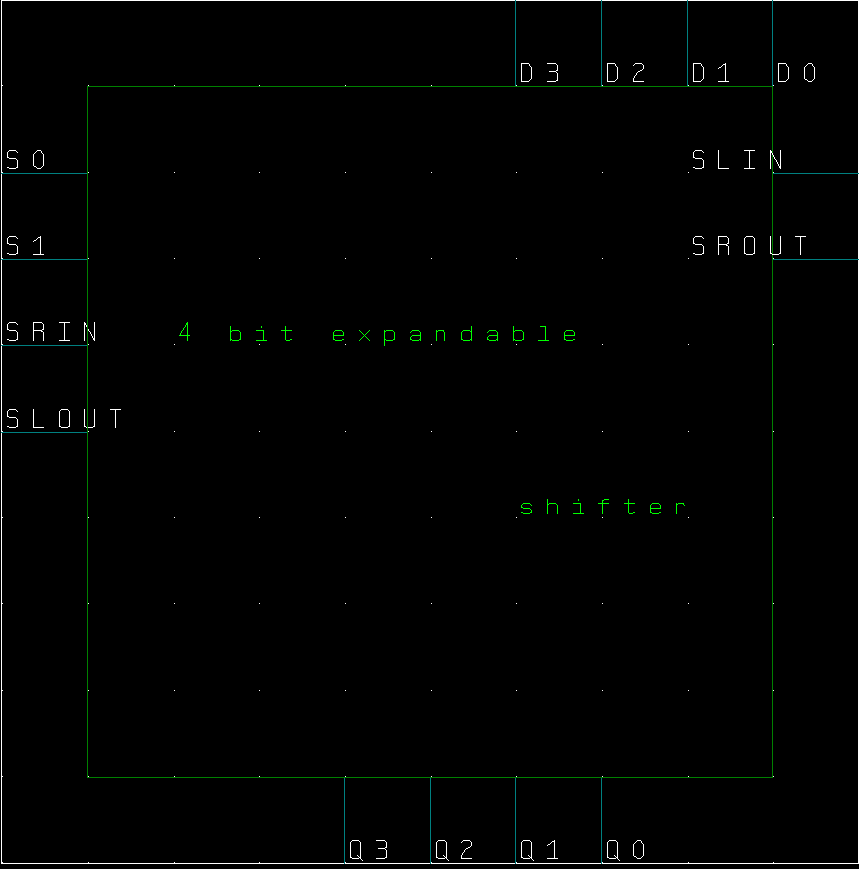 D3 D2 D1 D0
S0 SLIN
S1 SROUT
SRIN 4 bit expandable
SLOUT
shifter
Q3 Q2 Q1 Q0